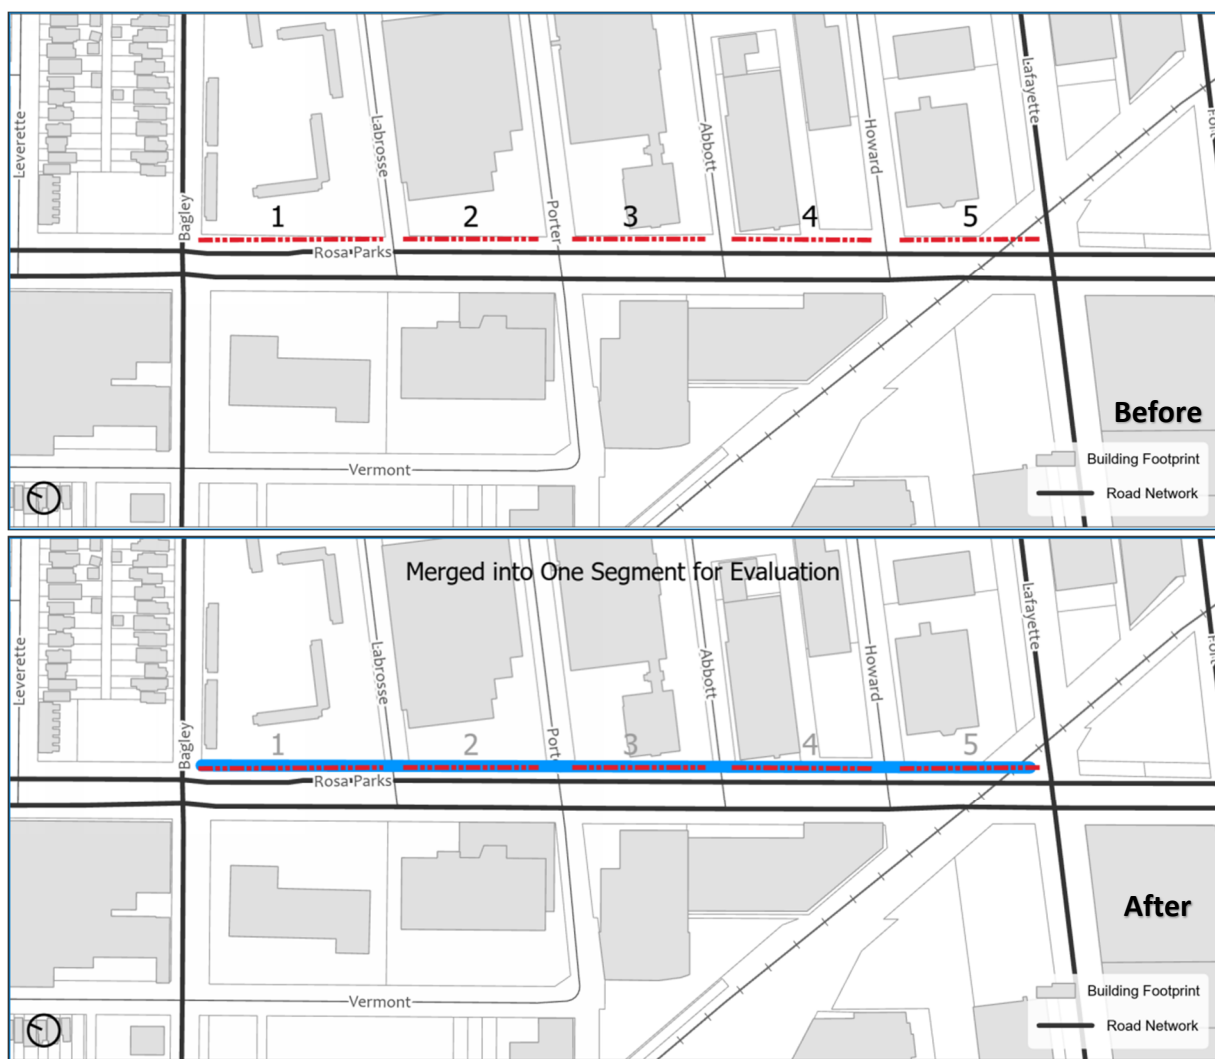 Leverette
Bagley
Labrosse
Porter
Abbott
Howard
Lafayette
1
2
3
4
5
Rosa Parks
Vermont
Before
Building Footprint
Road Network
Merged into One Segment for Evaluation
Leverette
Bagley
Labrosse
Porte
Abbott
Howard
Lafayette
1
2
3
4
5
Rosa Parks
Vermont
After
Building Footprint
Road Network